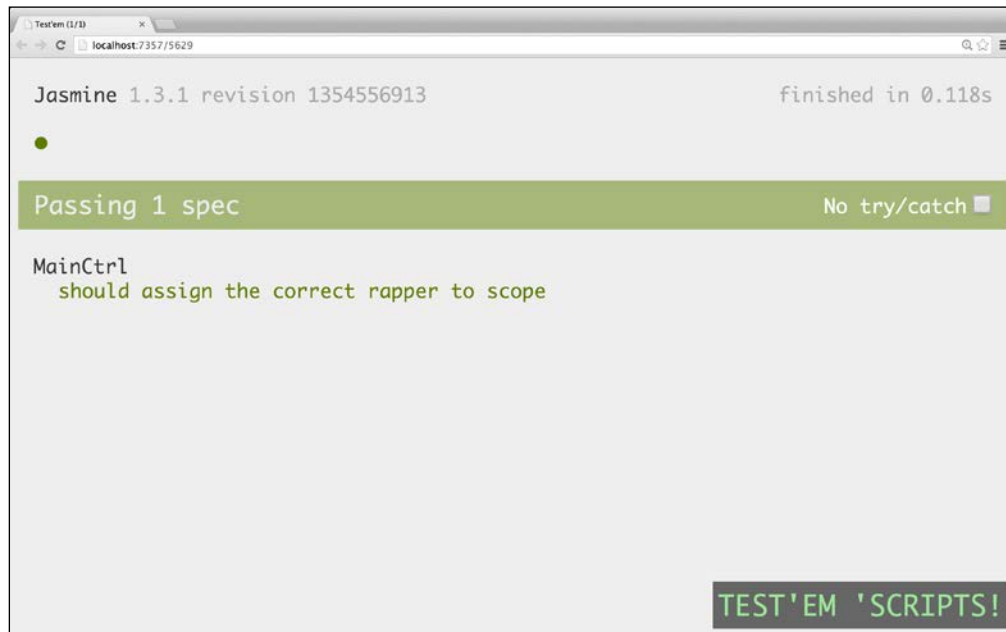 Test'em (1/1)
localhost:7357/5629
Jasmine 1.3.1 revision 1354556913 finished in 0.118s
Passing 1 spec No try/catch
MainCtrl
should assign the correct rapper to scope
TEST'EM 'SCRIPTS!